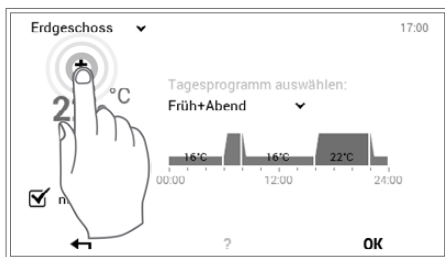 Erdgeschoss
17:00
+
°C
Tagesprogramm auswählen:
Früh+Abend
16°C 16°C 22°C
00:00 12:00 24:00
?
OK